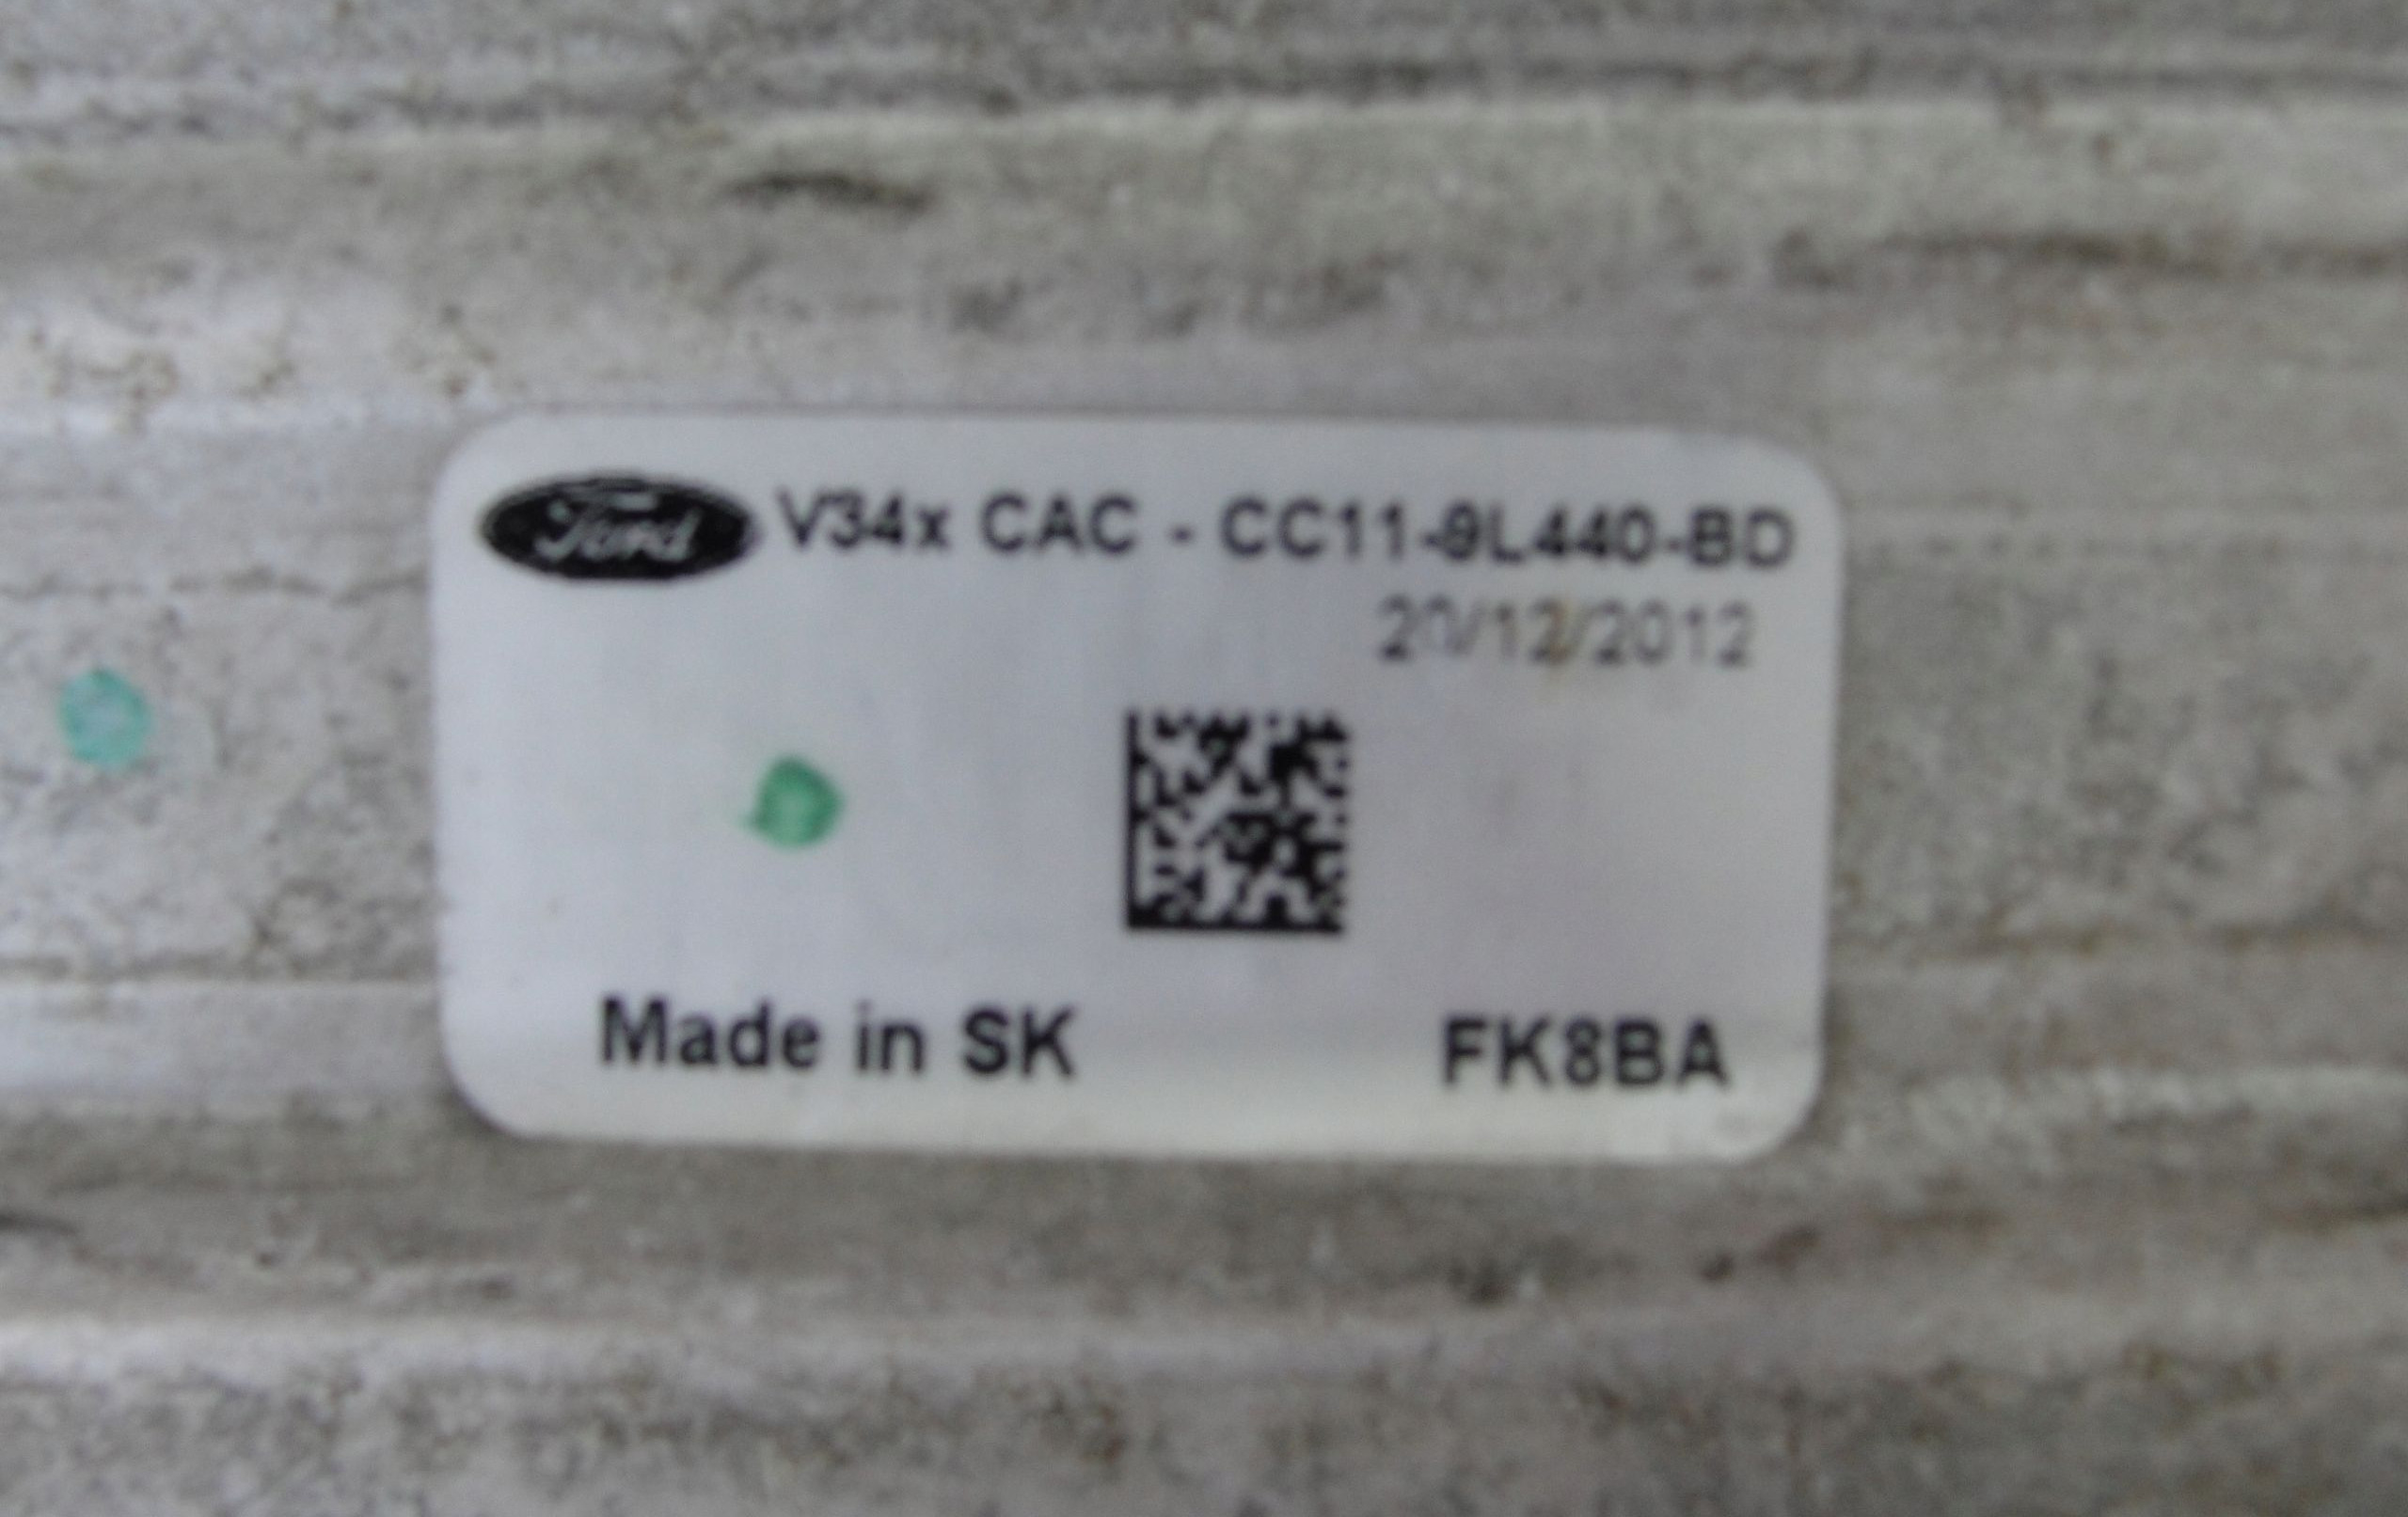 Ford V34x CAC - CC11-9L440-BD
20/12/2012
Made in SK FK8BA